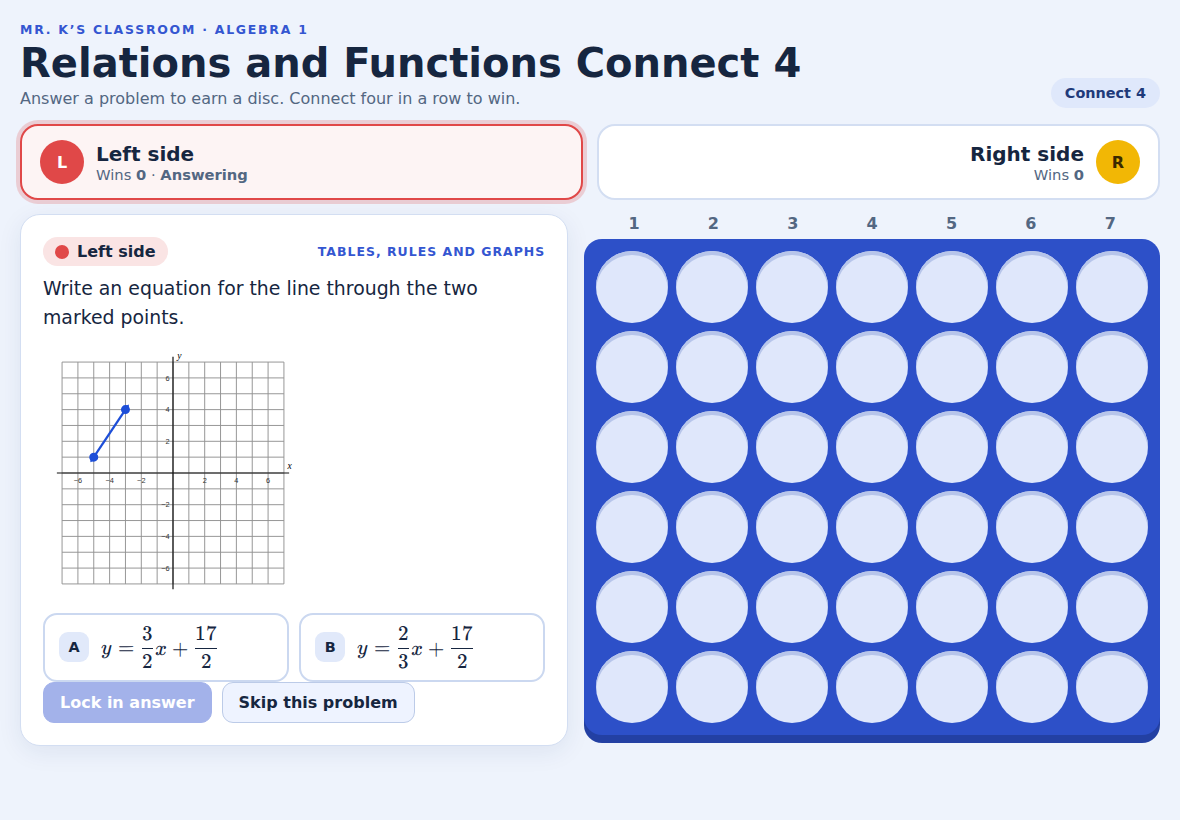 MR. K’S CLASSROOM · ALGEBRA 1
Relations and Functions Connect 4
Answer a problem to earn a disc. Connect four in a row to win.
Connect 4
L
Left side
Wins 0 · Answering
Right side
Wins 0
R
Left side
TABLES, RULES AND GRAPHS
Write an equation for the line through the two
marked points.
y
6
4
2
x
−6 −4 −2 2 4 6
−2
−4
−6
A y = 3/2 x + 17/2
B y = 2/3 x + 17/2
Lock in answer
Skip this problem
1 2 3 4 5 6 7